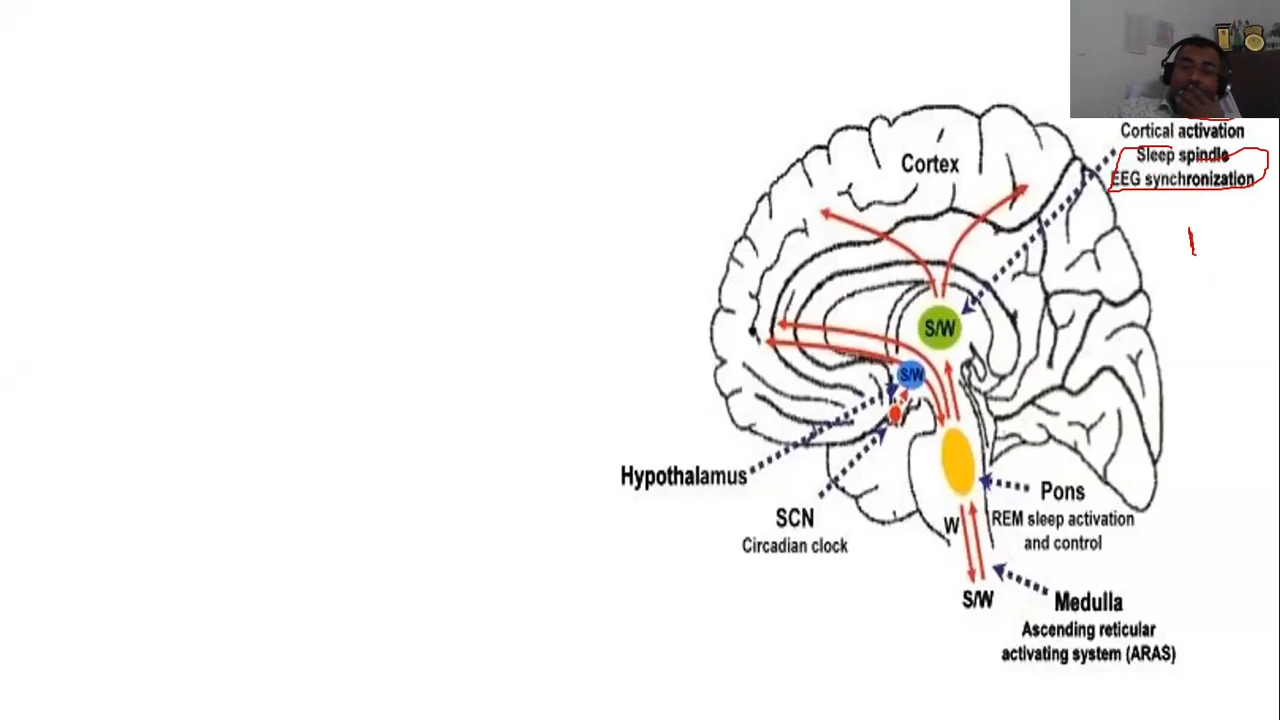 Cortical activation
Sleep spindle
EEG synchronization
Cortex
S/W
S/W
Hypothalamus
SCN
Circadian clock
Pons
REM sleep activation
and control
W
S/W
Medulla
Ascending reticular
activating system (ARAS)